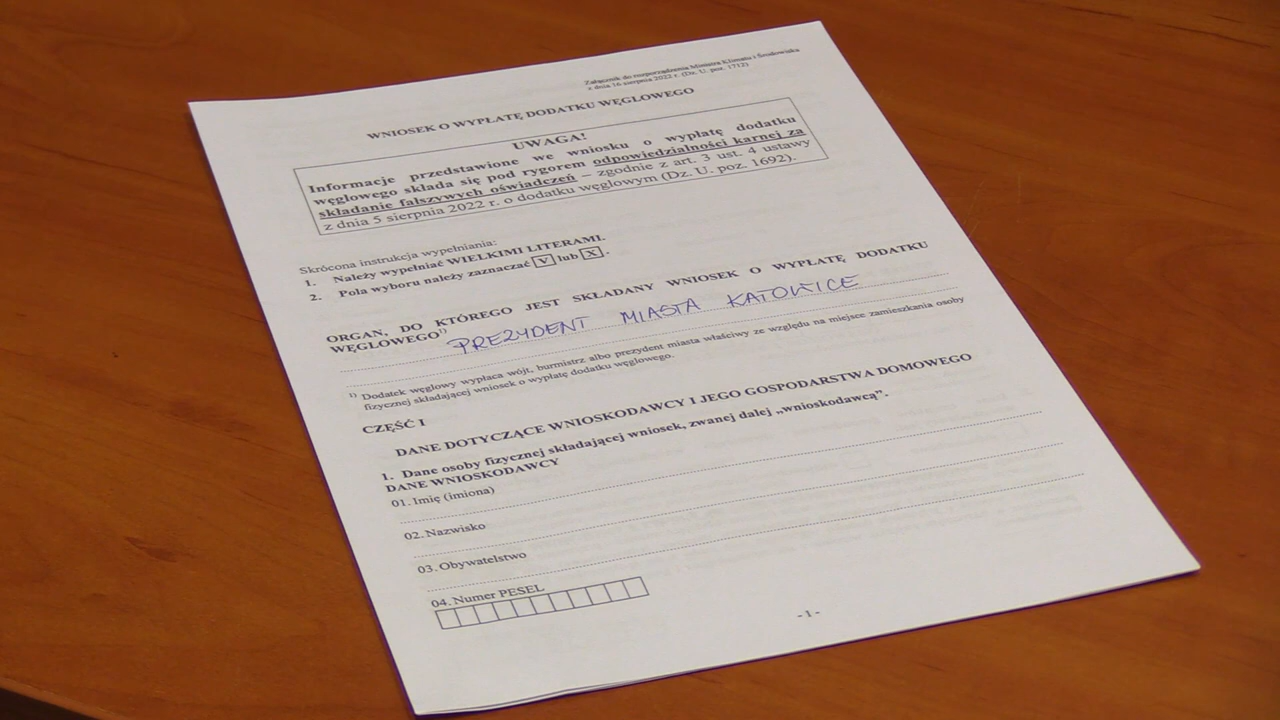 Załącznik do rozporządzenia Ministra Klimatu i Środowiska
z dnia 16 sierpnia 2022 r. (Dz. U. poz. 1712)
WNIOSEK O WYPŁATĘ DODATKU WĘGLOWEGO
UWAGA!
Informacje przedstawione we wniosku o wypłatę dodatku
węglowego składa się pod rygorem odpowiedzialności karnej za
składanie fałszywych oświadczeń – zgodnie z art. 3 ust. 4 ustawy
z dnia 5 sierpnia 2022 r. o dodatku węglowym (Dz. U. poz. 1692).
Skrócona instrukcja wypełniania:
1. Należy wypełniać WIELKIMI LITERAMI.
2. Pola wyboru należy zaznaczać V lub X.
ORGAN, DO KTÓREGO JEST SKŁADANY WNIOSEK O WYPŁATĘ DODATKU
WĘGLOWEGO1) PREZYDENT MIASTA KATOWICE
1) Dodatek węglowy wypłaca wójt, burmistrz albo prezydent miasta właściwy ze względu na miejsce zamieszkania osoby
fizycznej składającej wniosek o wypłatę dodatku węglowego.
CZĘŚĆ I
DANE DOTYCZĄCE WNIOSKODAWCY I JEGO GOSPODARSTWA DOMOWEGO
1. Dane osoby fizycznej składającej wniosek, zwanej dalej „wnioskodawcą”.
DANE WNIOSKODAWCY
01. Imię (imiona)
02. Nazwisko
03. Obywatelstwo
04. Numer PESEL
- 1 -